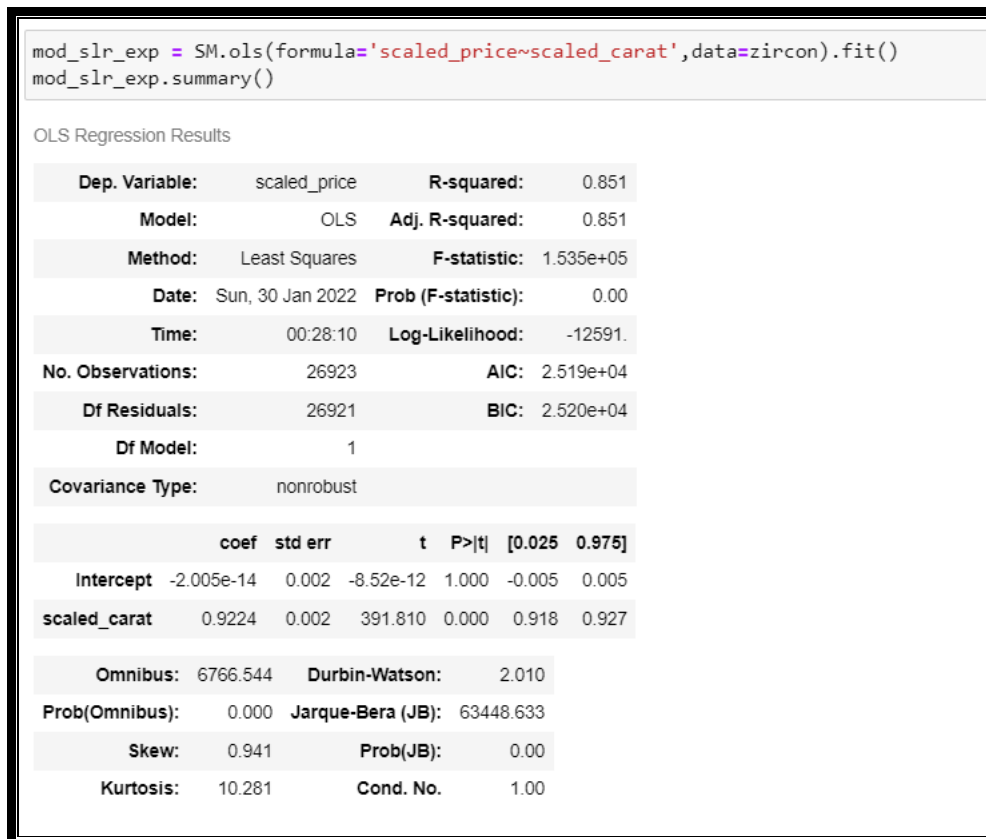 mod_slr_exp = SM.ols(formula='scaled_price~scaled_carat',data=zircon).fit()
mod_slr_exp.summary()
OLS Regression Results
Dep. Variable: scaled_price R-squared: 0.851
Model: OLS Adj. R-squared: 0.851
Method: Least Squares F-statistic: 1.535e+05
Date: Sun, 30 Jan 2022 Prob (F-statistic): 0.00
Time: 00:28:10 Log-Likelihood: -12591.
No. Observations: 26923 AIC: 2.519e+04
Df Residuals: 26921 BIC: 2.520e+04
Df Model: 1
Covariance Type: nonrobust
coef std err t P>|t| [0.025 0.975]
Intercept -2.005e-14 0.002 -8.52e-12 1.000 -0.005 0.005
scaled_carat 0.9224 0.002 391.810 0.000 0.918 0.927
Omnibus: 6766.544 Durbin-Watson: 2.010
Prob(Omnibus): 0.000 Jarque-Bera (JB): 63448.633
Skew: 0.941 Prob(JB): 0.00
Kurtosis: 10.281 Cond. No. 1.00